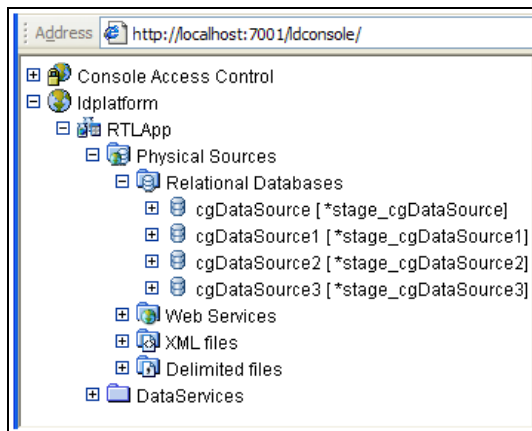 Address http://localhost:7001/ldconsole/
Console Access Control
ldplatform
RTLApp
Physical Sources
Relational Databases
cgDataSource [*stage_cgDataSource]
cgDataSource1 [*stage_cgDataSource1]
cgDataSource2 [*stage_cgDataSource2]
cgDataSource3 [*stage_cgDataSource3]
Web Services
XML files
Delimited files
DataServices